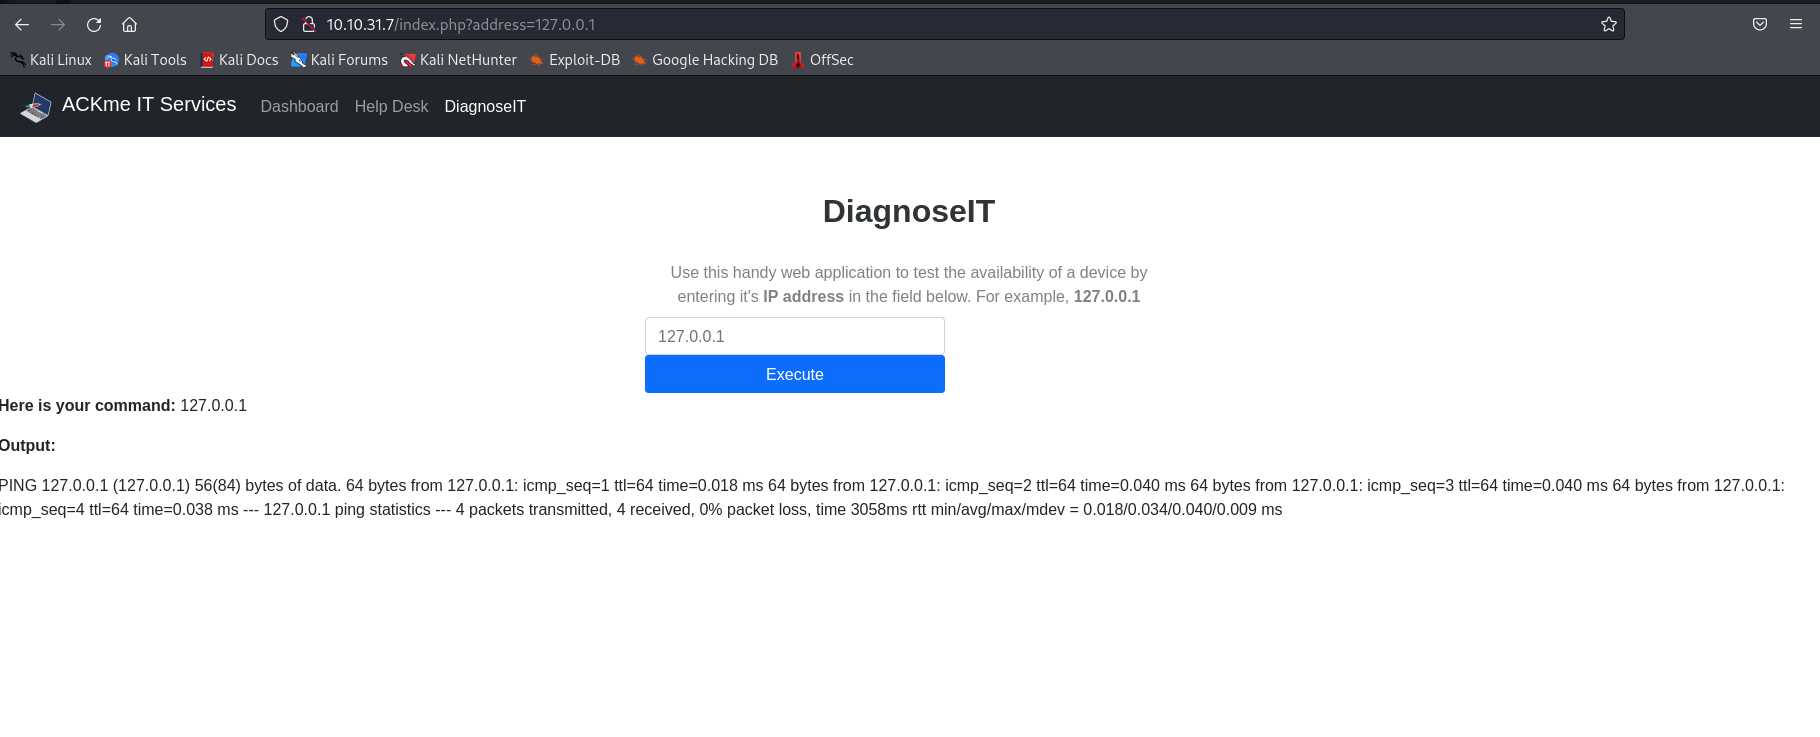 10.10.31.7/index.php?address=127.0.0.1
Kali Linux Kali Tools Kali Docs Kali Forums Kali NetHunter Exploit-DB Google Hacking DB OffSec
ACKme IT Services Dashboard Help Desk DiagnoseIT
DiagnoseIT
Use this handy web application to test the availability of a device by
entering it's IP address in the field below. For example, 127.0.0.1
127.0.0.1
Execute
Here is your command: 127.0.0.1
Output:
PING 127.0.0.1 (127.0.0.1) 56(84) bytes of data. 64 bytes from 127.0.0.1: icmp_seq=1 ttl=64 time=0.018 ms 64 bytes from 127.0.0.1: icmp_seq=2 ttl=64 time=0.040 ms 64 bytes from 127.0.0.1: icmp_seq=3 ttl=64 time=0.040 ms 64 bytes from 127.0.0.1:
icmp_seq=4 ttl=64 time=0.038 ms --- 127.0.0.1 ping statistics --- 4 packets transmitted, 4 received, 0% packet loss, time 3058ms rtt min/avg/max/mdev = 0.018/0.034/0.040/0.009 ms